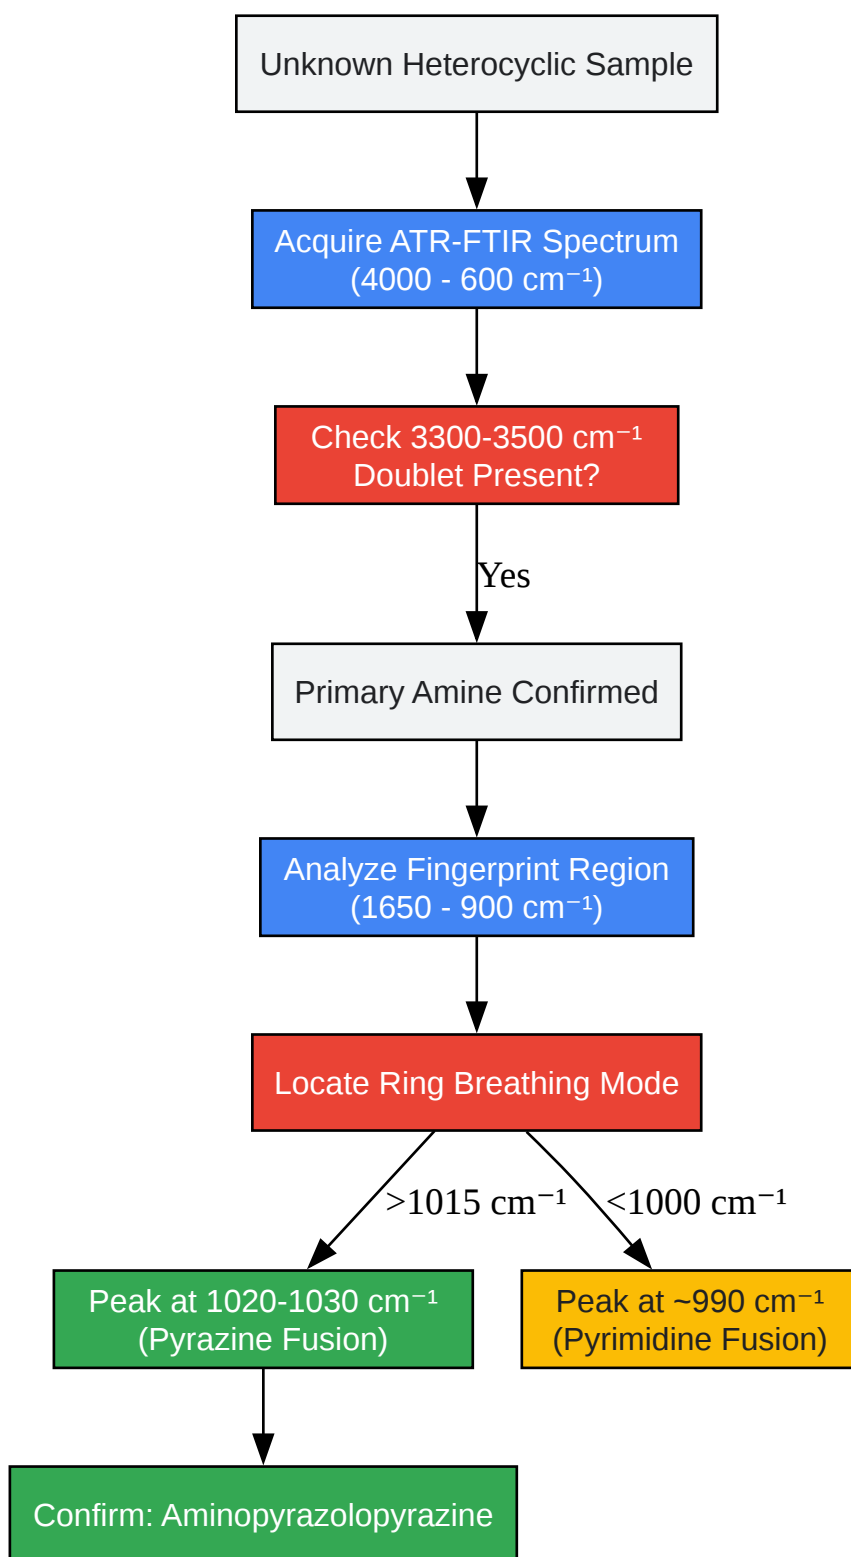 Unknown Heterocyclic Sample
Acquire ATR-FTIR Spectrum
(4000 - 600 cm⁻¹)
Check 3300-3500 cm⁻¹
Doublet Present?
Yes
Primary Amine Confirmed
Analyze Fingerprint Region
(1650 - 900 cm⁻¹)
Locate Ring Breathing Mode
>1015 cm⁻¹
<1000 cm⁻¹
Peak at 1020-1030 cm⁻¹
(Pyrazine Fusion)
Peak at ~990 cm⁻¹
(Pyrimidine Fusion)
Confirm: Aminopyrazolopyrazine